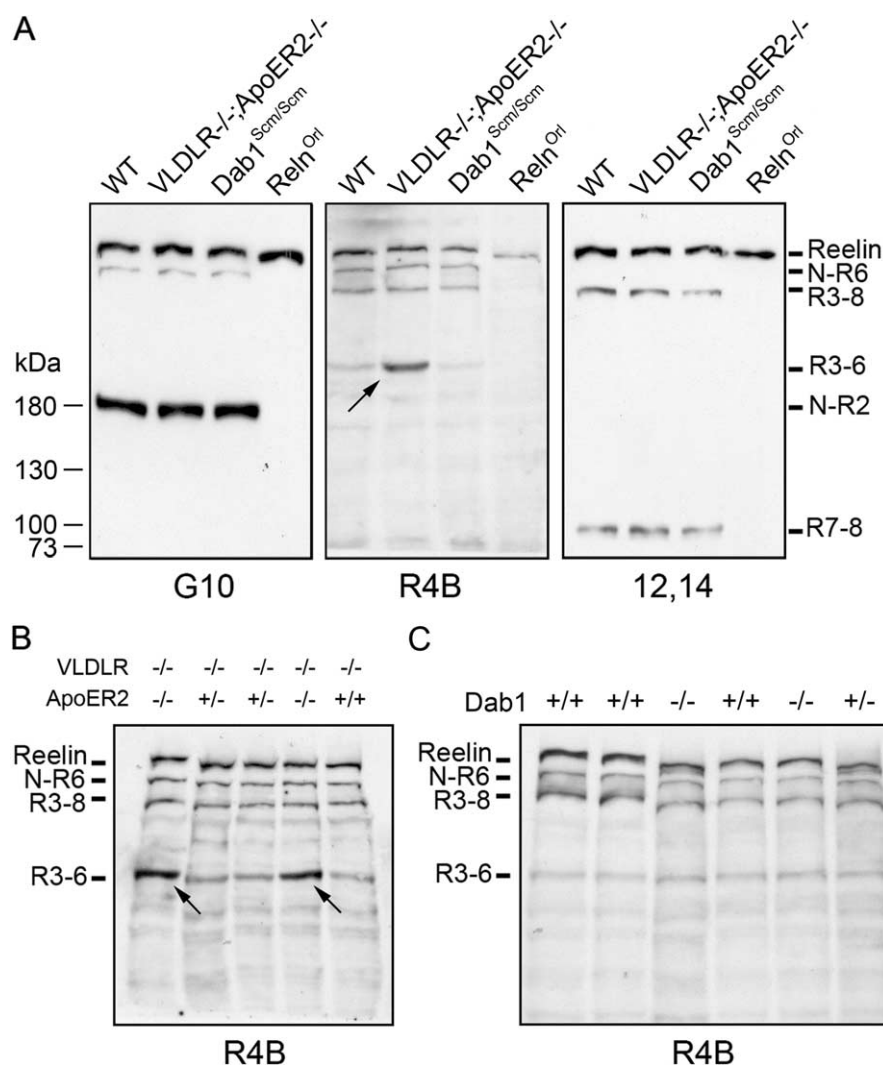 A
WT VLDLR-/-;ApoER2-/- Dab1Scm/Scm RelnOrl WT VLDLR-/-;ApoER2-/- Dab1Scm/Scm RelnOrl WT VLDLR-/-;ApoER2-/- Dab1Scm/Scm RelnOrl
Reelin
N-R6
R3-8
kDa
R3-6
180
N-R2
130
100
R7-8
73
G10 R4B 12,14
B
VLDLR -/- -/- -/- -/- -/-
ApoER2 -/- +/- +/- -/- +/+
Reelin
N-R6
R3-8
R3-6
R4B
C
Dab1 +/+ +/+ -/- +/+ -/- +/-
Reelin
N-R6
R3-8
R3-6
R4B